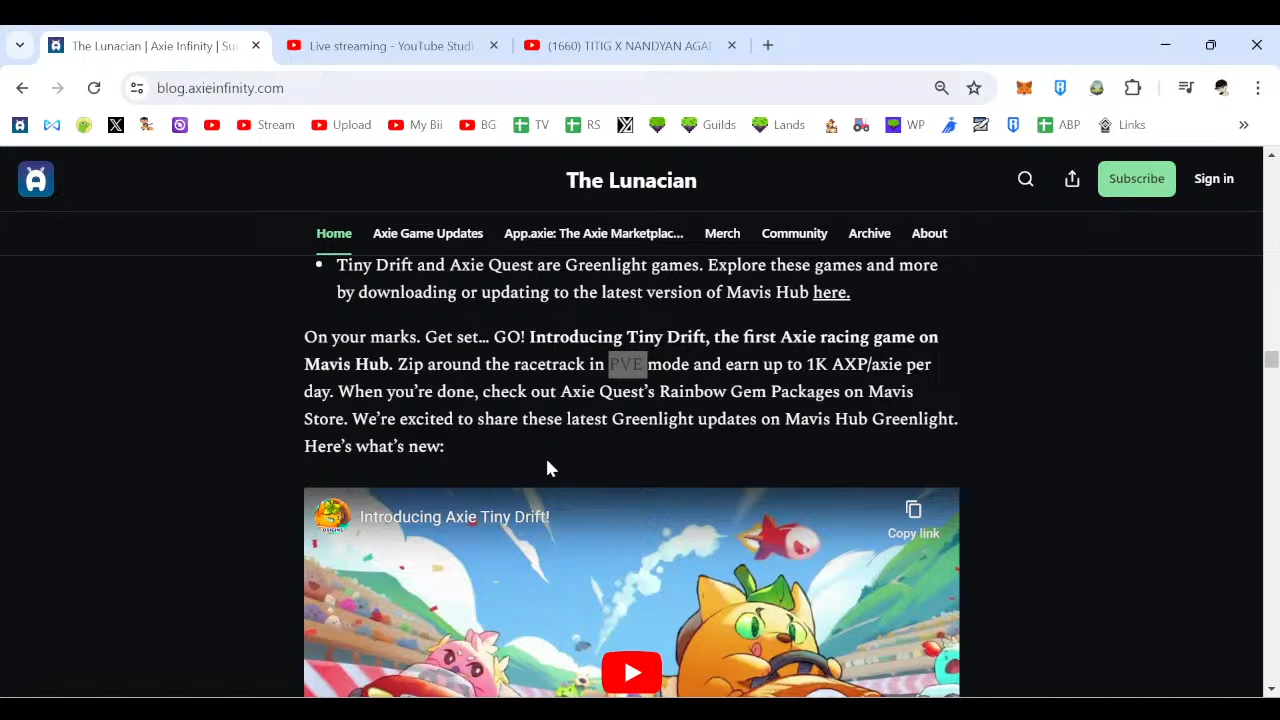 The Lunacian | Axie Infinity | Su
Live streaming - YouTube Studi
(1660) TITIG X NANDYAN AGA
blog.axieinfinity.com
Stream
Upload
My Bii
BG
TV
RS
Guilds
Lands
WP
ABP
Links
The Lunacian
Subscribe
Sign in
Home
Axie Game Updates
App.axie: The Axie Marketplac...
Merch
Community
Archive
About
• Tiny Drift and Axie Quest are Greenlight games. Explore these games and more
by downloading or updating to the latest version of Mavis Hub here.
On your marks. Get set... GO! Introducing Tiny Drift, the first Axie racing game on
Mavis Hub. Zip around the racetrack in PVE mode and earn up to 1K AXP/axie per
day. When you're done, check out Axie Quest's Rainbow Gem Packages on Mavis
Store. We're excited to share these latest Greenlight updates on Mavis Hub Greenlight.
Here's what's new:
ORIGINS
Introducing Axie Tiny Drift!
Copy link